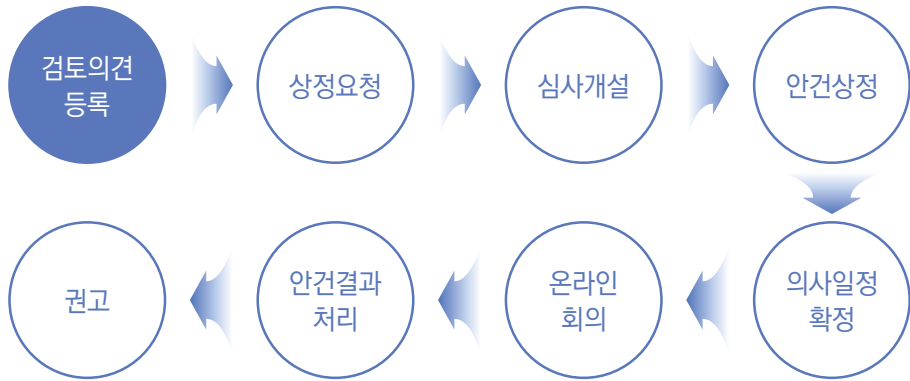 검토의견
등록
상정요청
심사개설
안건상정
의사일정
확정
온라인
회의
안건결과
처리
권고